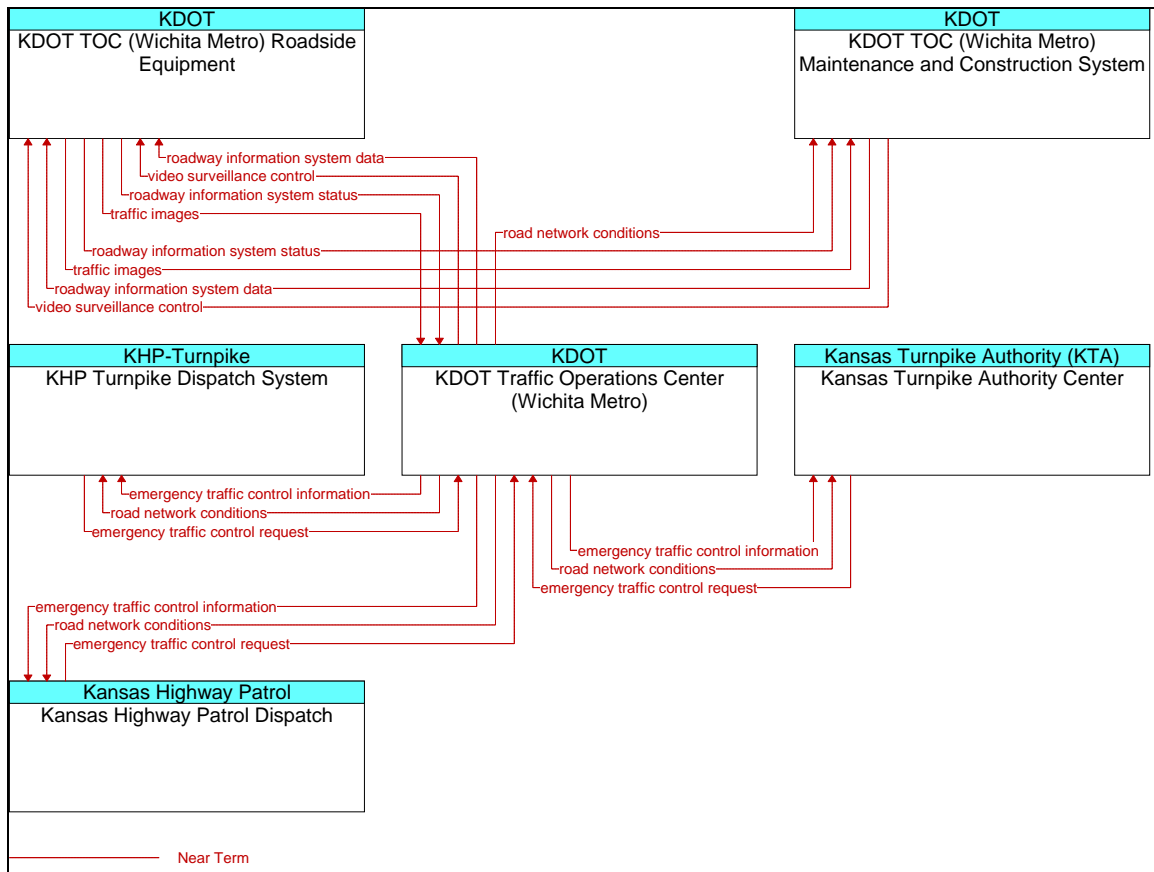 KDOT
KDOT TOC (Wichita Metro) Roadside
Equipment
KDOT
KDOT TOC (Wichita Metro)
Maintenance and Construction System
roadway information system data
video surveillance control
roadway information system status
traffic images
road network conditions
roadway information system status
traffic images
roadway information system data
video surveillance control
KHP-Turnpike
KHP Turnpike Dispatch System
KDOT
KDOT Traffic Operations Center
(Wichita Metro)
Kansas Turnpike Authority (KTA)
Kansas Turnpike Authority Center
emergency traffic control information
road network conditions
emergency traffic control request
emergency traffic control information
road network conditions
emergency traffic control request
emergency traffic control information
road network conditions
emergency traffic control request
Kansas Highway Patrol
Kansas Highway Patrol Dispatch
Near Term